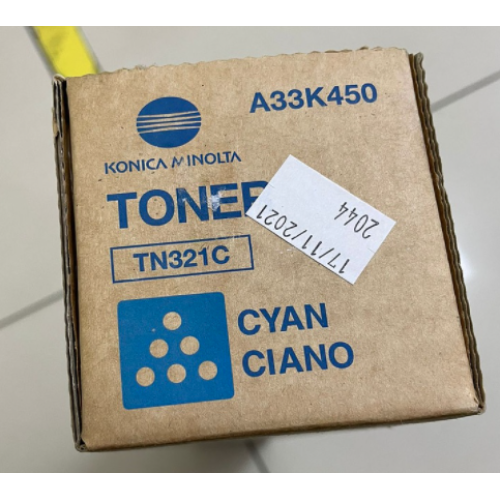 A33K450
KONICA MINOLTA
TONER
17/11/2021
2044
TN321C
CYAN
CIANO